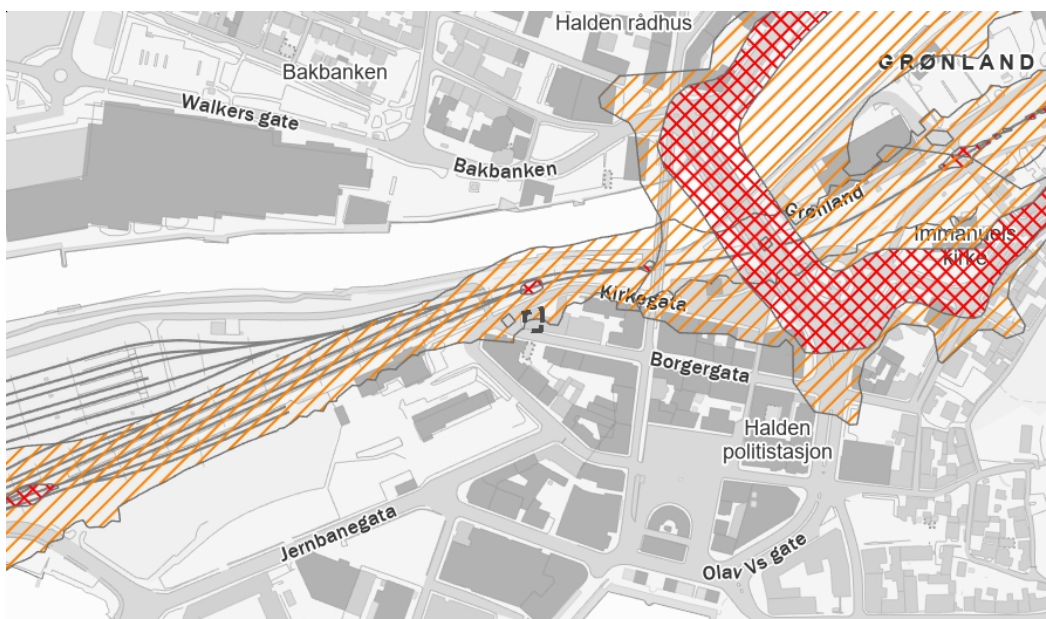 Halden rådhus
GRØNLAND
Bakbanken
Walkers gate
Bakbanken
Grønland
Immanuels
kirke
Kirkegata
Borgergata
Halden
politistasjon
Jernbanegata
Olav Vs gate